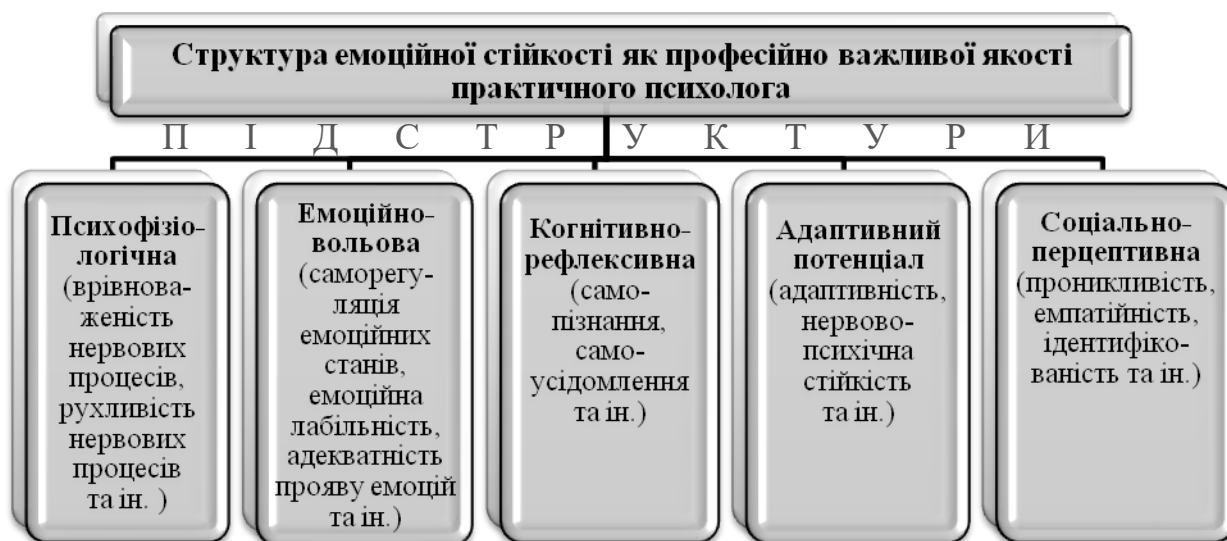 Структура емоційної стійкості як професійно важливої якості
практичного психолога
П І Д С Т Р У К Т У Р И
Психофізіо-
логічна
(врівнова-
женість
нервових
процесів,
рухливість
нервових
процесів
та ін. )
Емоційно-
вольова
(саморегу-
ляція
емоційних
станів,
емоційна
лабільність,
адекватність
прояву емоцій
та ін.)
Когнітивно-
рефлексивна
(само-
пізнання,
само-
усідомлення
та ін.)
Адаптивний
потенціал
(адаптивність,
нервово-
психічна
стійкість
та ін.)
Соціально-
перцептивна
(проникливість,
емпатійність,
ідентифіко-
ваність та ін.)